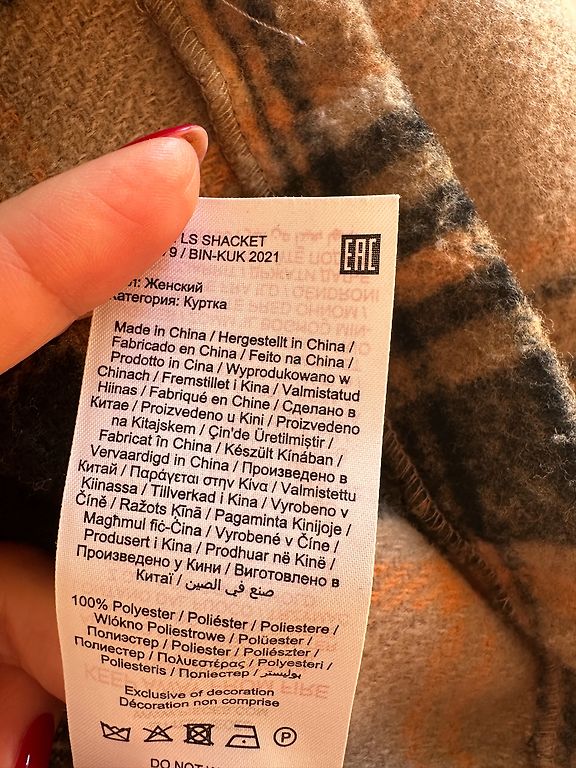 LS SHACKET
9 / BIN-KUK 2021
EAC
Женский
Категория: Куртка
Made in China / Hergestellt in China /
Fabricado en China / Feito na China /
Prodotto in Cina / Wyprodukowano w
Chinach / Fremstillet i Kina / Valmistatud
Hiinas / Fabriqué en Chine / Сделано в
Китае / Proizvedeno u Kini / Proizvedeno
na Kitajskem / Çin'de Üretilmiştir /
Fabricat în China / Készült Kínában /
Vervaardigd in China / Произведено в
Китай / Παράγεται στην Κίνα / Valmistettu
Kiinassa / Tillverkad i Kina / Vyrobeno v
Číně / Ražots Ķīnā / Pagaminta Kinijoje /
Magħmul fiċ-Ċina / Vyrobené v Číne /
Produsert i Kina / Prodhuar në Kinë /
Произведено у Кини / Виготовлено в
Китаї / صنع في الصين
100% Polyester / Poliéster / Poliestere /
Włókno Poliestrowe / Polüester /
Полиэстер / Poliester / Poliészter /
Полиестер / Πολυεστέρας / Polyesteri /
Poliesteris / Поліестер / بوليستر
Exclusive of decoration
Décoration non comprise
P
DO NOT